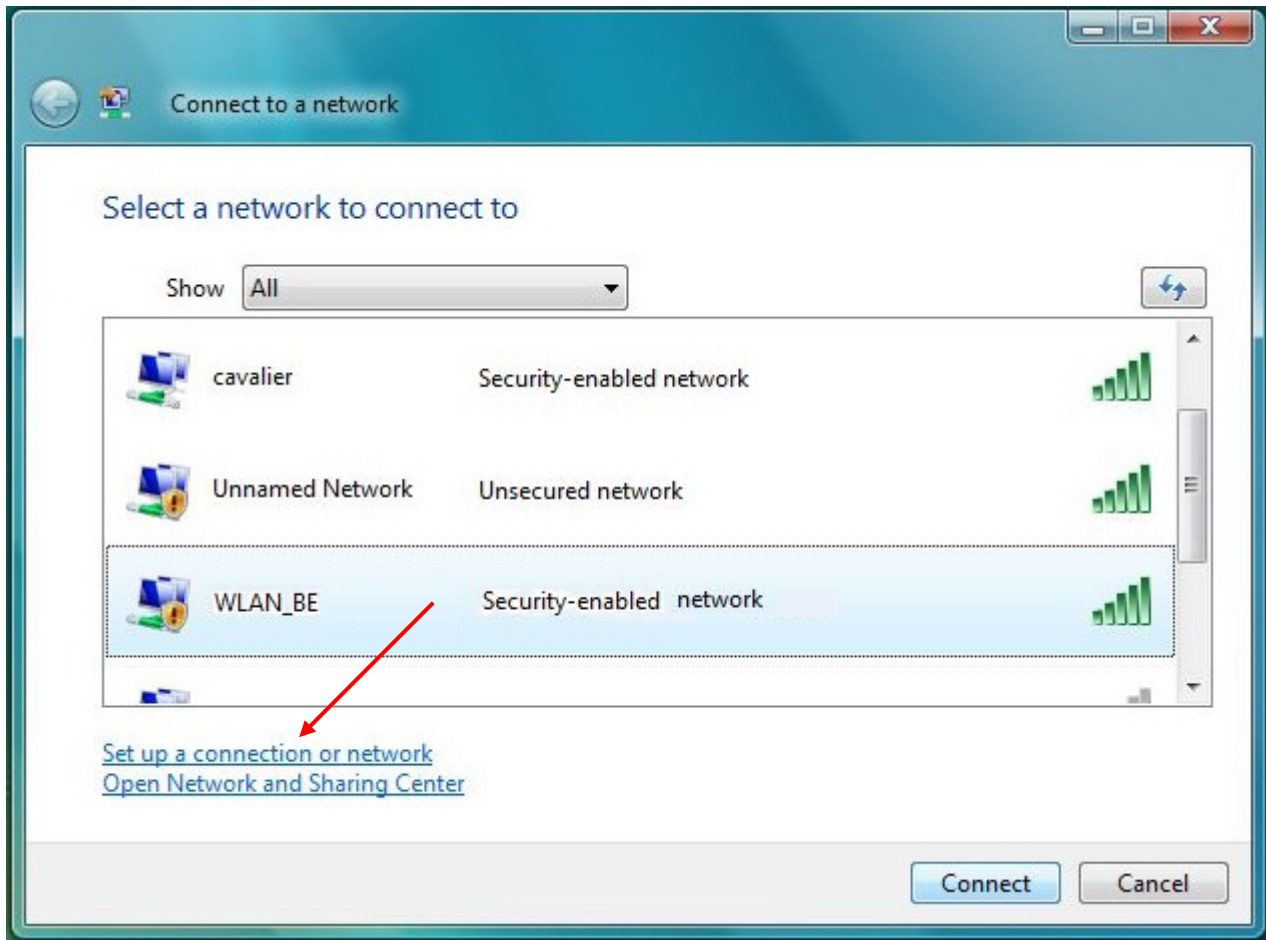 Connect to a network
Select a network to connect to
Show All
cavalier Security-enabled network
Unnamed Network Unsecured network
WLAN_BE Security-enabled network
Set up a connection or network
Open Network and Sharing Center
Connect Cancel